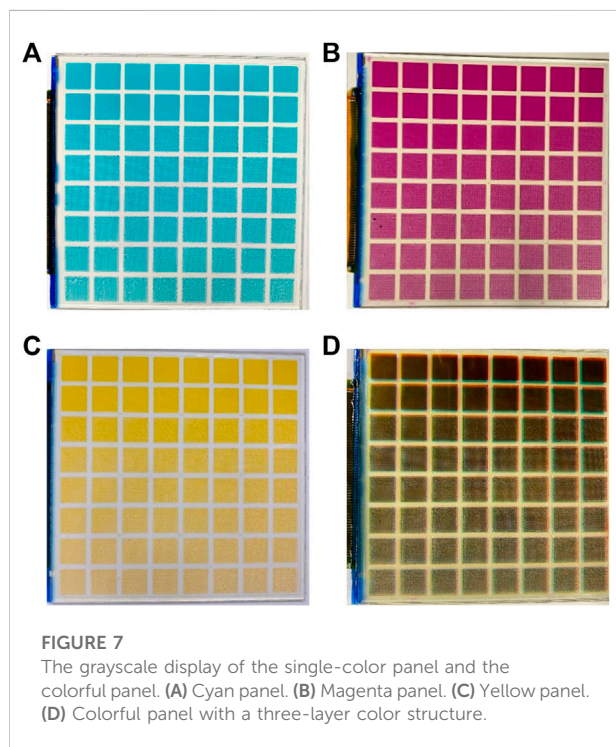 A
B
C
D
FIGURE 7
The grayscale display of the single-color panel and the
colorful panel. (A) Cyan panel. (B) Magenta panel. (C) Yellow panel.
(D) Colorful panel with a three-layer color structure.